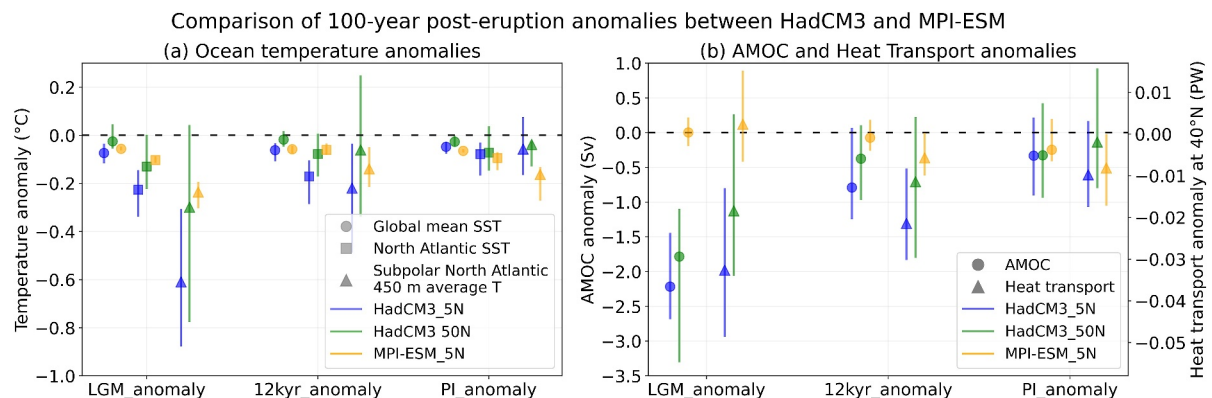 Comparison of 100-year post-eruption anomalies between HadCM3 and MPI-ESM
(a) Ocean temperature anomalies
Temperature anomaly (°C)
0.2
0.0
−0.2
−0.4
−0.6
−0.8
−1.0
Global mean SST
North Atlantic SST
Subpolar North Atlantic
450 m average T
HadCM3_5N
HadCM3 50N
MPI-ESM_5N
LGM_anomaly
12kyr_anomaly
PI_anomaly
(b) AMOC and Heat Transport anomalies
AMOC anomaly (Sv)
1.0
0.5
0.0
−0.5
−1.0
−1.5
−2.0
−2.5
−3.0
−3.5
AMOC
Heat transport
HadCM3_5N
HadCM3_50N
MPI-ESM_5N
LGM_anomaly
12kyr_anomaly
PI_anomaly
0.01
0.00
−0.01
−0.02
−0.03
−0.04
−0.05
Heat transport anomaly at 40°N (PW)